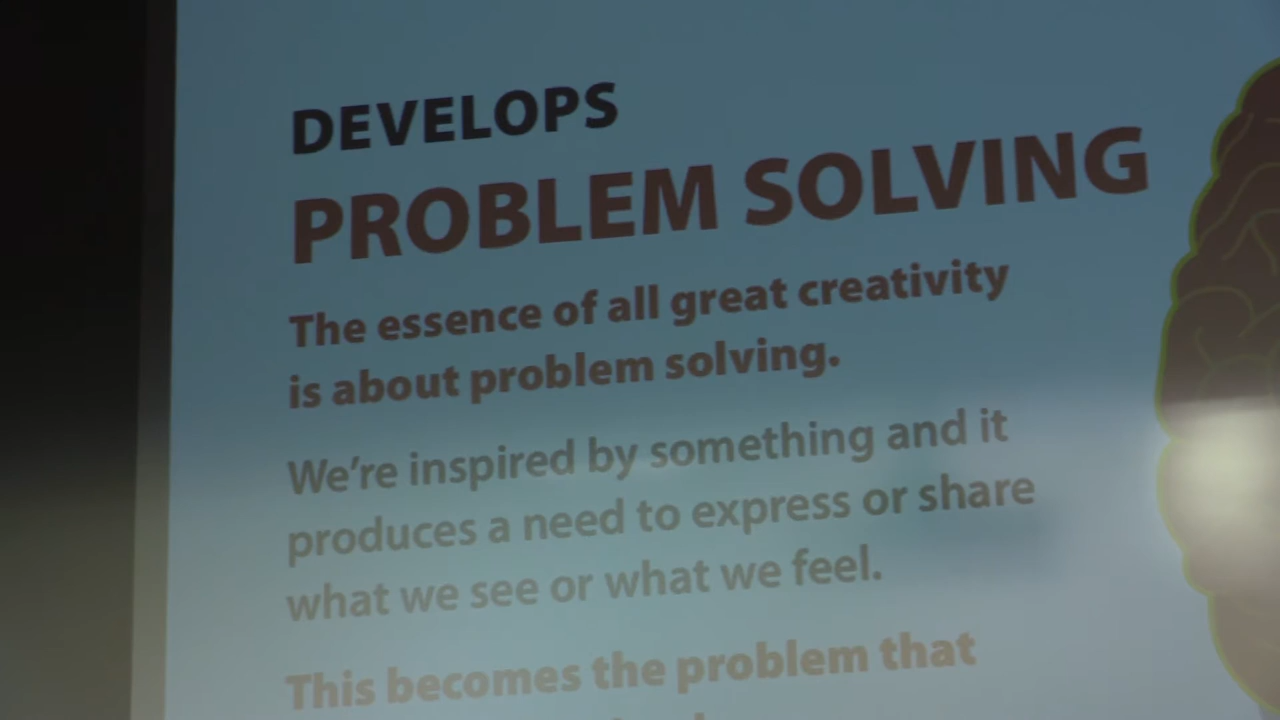 DEVELOPS
PROBLEM SOLVING
The essence of all great creativity
is about problem solving.
We're inspired by something and it
produces a need to express or share
what we see or what we feel.
This becomes the problem that